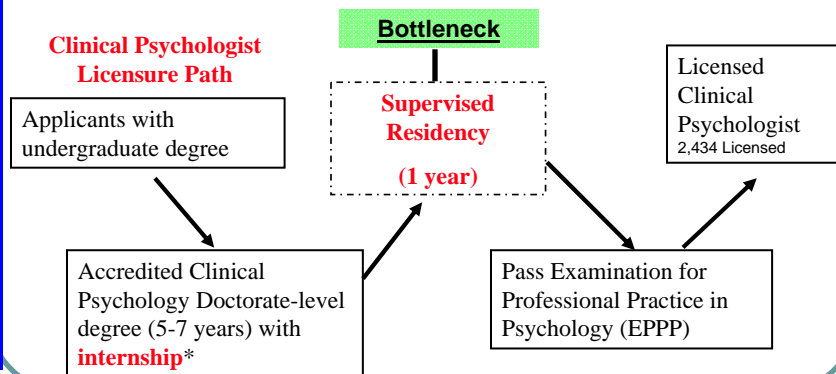 Clinical Psychologist
Licensure Path
Applicants with
undergraduate degree
Accredited Clinical
Psychology Doctorate-level
degree (5-7 years) with
internship*
Bottleneck
Supervised
Residency
(1 year)
Pass Examination for
Professional Practice in
Psychology (EPPP)
Licensed
Clinical
Psychologist
2,434 Licensed